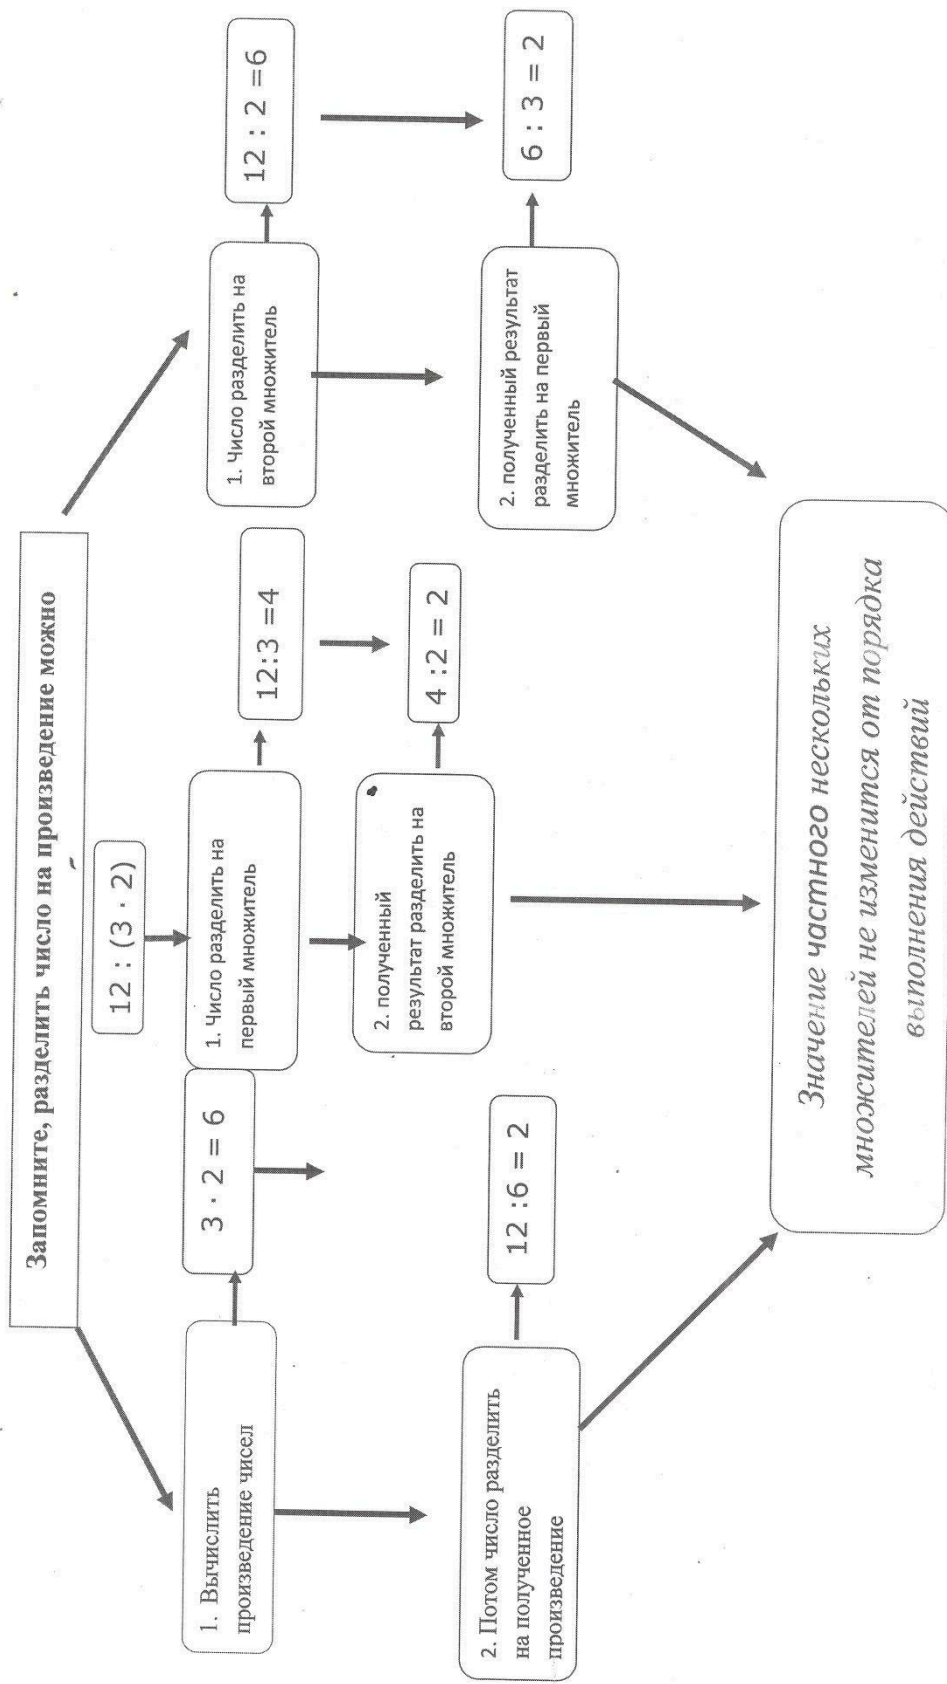 Запомните, разделить число на произведение можно
12 : (3 · 2)
1. Вычислить
произведение чисел
3 · 2 = 6
2. Потом число разделить
на полученное
произведение
12 :6 = 2
1. Число разделить на
первый множитель
12:3 =4
2. полученный
результат разделить на
второй множитель
4 :2 = 2
1. Число разделить на
второй множитель
12 : 2 =6
2. полученный результат
разделить на первый
множитель
6 : 3 = 2
Значение частного нескольких
множителей не изменится от порядка
выполнения действий